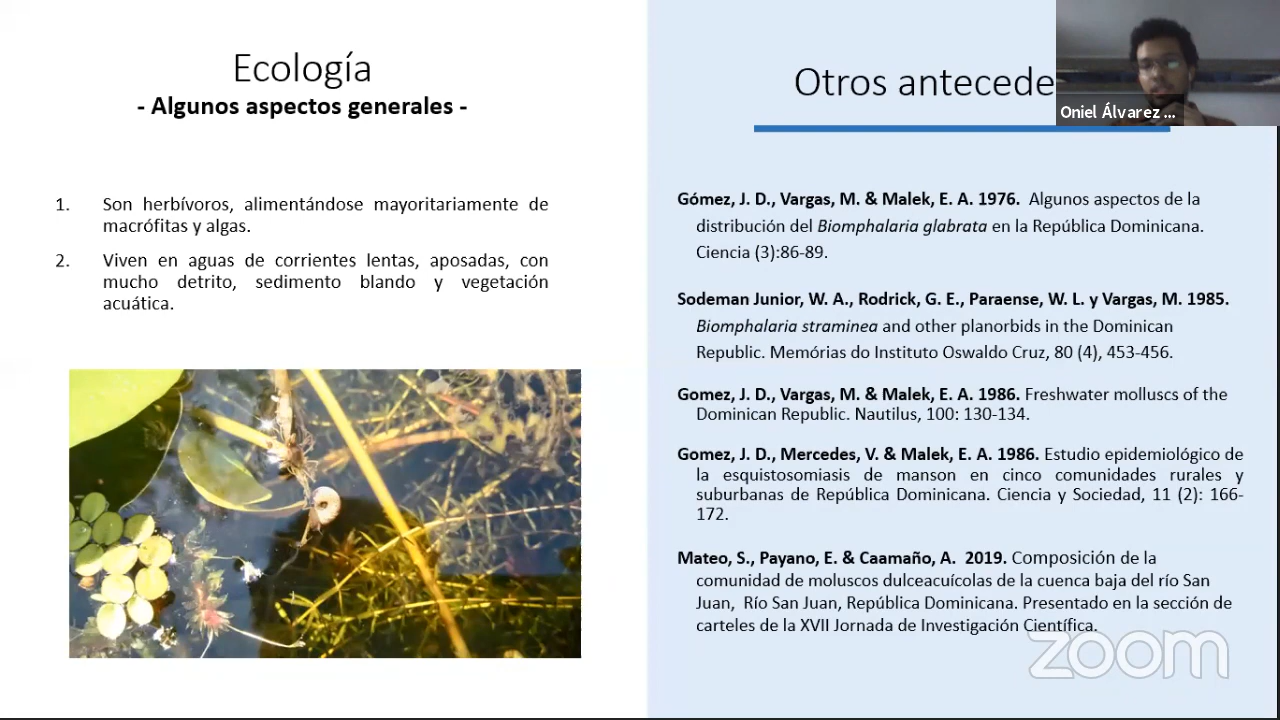 Ecología
- Algunos aspectos generales -
1. Son herbívoros, alimentándose mayoritariamente de
macrófitas y algas.
2. Viven en aguas de corrientes lentas, aposadas, con
mucho detrito, sedimento blando y vegetación
acuática.
Otros antecede
Oniel Álvarez ...
Gómez, J. D., Vargas, M. & Malek, E. A. 1976. Algunos aspectos de la
distribución del Biomphalaria glabrata en la República Dominicana.
Ciencia (3):86-89.
Sodeman Junior, W. A., Rodrick, G. E., Paraense, W. L. y Vargas, M. 1985.
Biomphalaria straminea and other planorbids in the Dominican
Republic. Memórias do Instituto Oswaldo Cruz, 80 (4), 453-456.
Gomez, J. D., Vargas, M. & Malek, E. A. 1986. Freshwater molluscs of the
Dominican Republic. Nautilus, 100: 130-134.
Gomez, J. D., Mercedes, V. & Malek, E. A. 1986. Estudio epidemiológico de
la esquistosomiasis de manson en cinco comunidades rurales y
suburbanas de República Dominicana. Ciencia y Sociedad, 11 (2): 166-
172.
Mateo, S., Payano, E. & Caamaño, A. 2019. Composición de la
comunidad de moluscos dulceacuícolas de la cuenca baja del río San
Juan, Río San Juan, República Dominicana. Presentado en la sección de
carteles de la XVII Jornada de Investigación Científica.
zoom